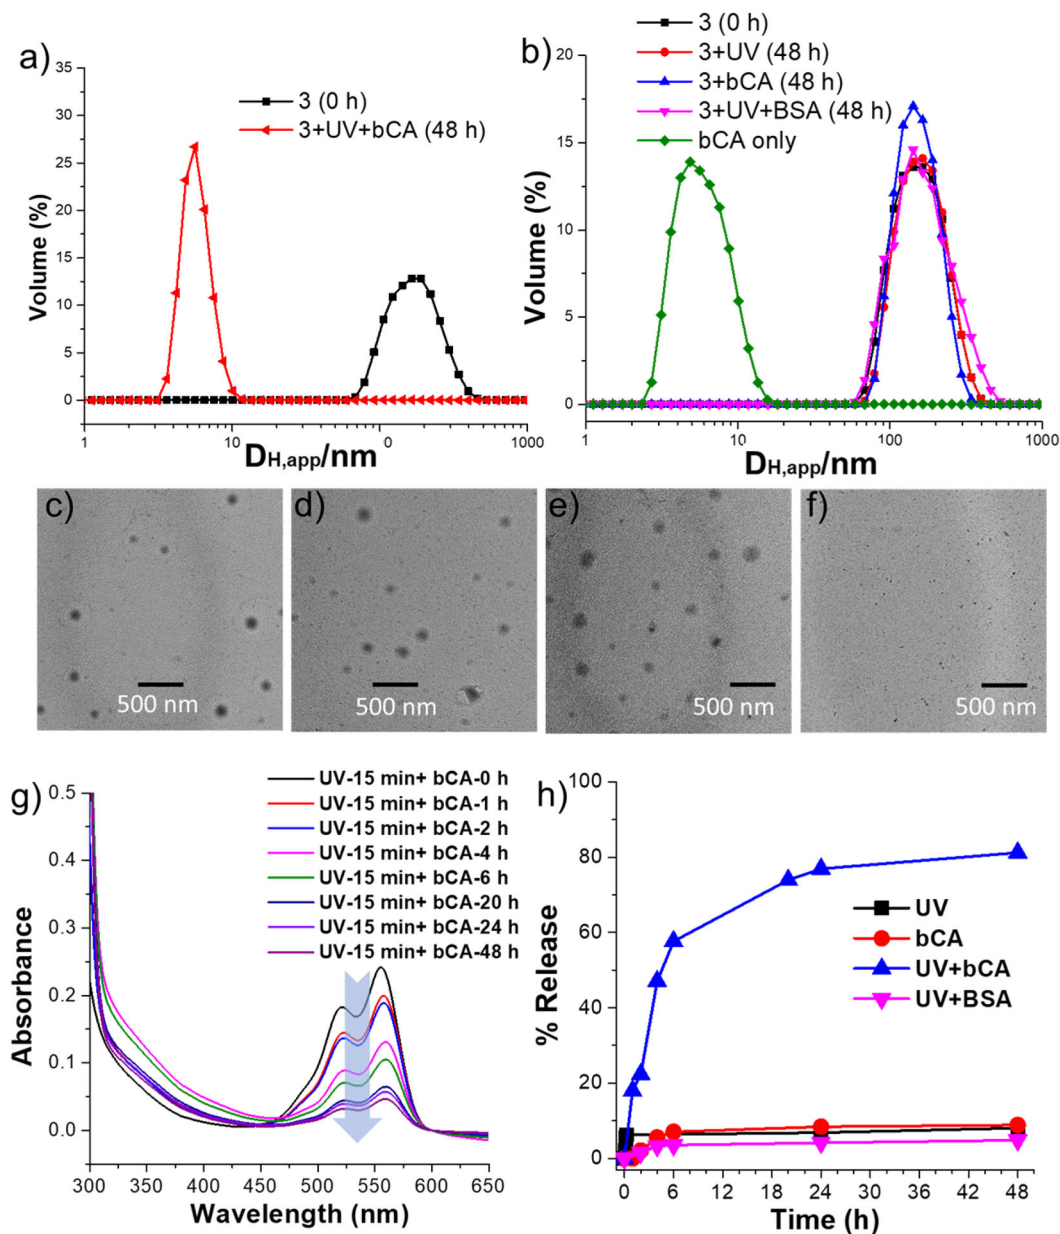 a)
3 (0 h)
3+UV+bCA (48 h)
Volume (%)
35
30
25
20
15
10
5
0
1
10
0
1000
D_H,app/nm
b)
3 (0 h)
3+UV (48 h)
3+bCA (48 h)
3+UV+BSA (48 h)
bCA only
Volume (%)
20
15
10
5
0
1
10
100
1000
D_H,app/nm
c)
500 nm
d)
500 nm
e)
500 nm
f)
500 nm
g)
UV-15 min+ bCA-0 h
UV-15 min+ bCA-1 h
UV-15 min+ bCA-2 h
UV-15 min+ bCA-4 h
UV-15 min+ bCA-6 h
UV-15 min+ bCA-20 h
UV-15 min+ bCA-24 h
UV-15 min+ bCA-48 h
Absorbance
0.5
0.4
0.3
0.2
0.1
0.0
300
350
400
450
500
550
600
650
Wavelength (nm)
h)
UV
bCA
UV+bCA
UV+BSA
% Release
100
80
60
40
20
0
0
6
12
18
24
30
36
42
48
Time (h)